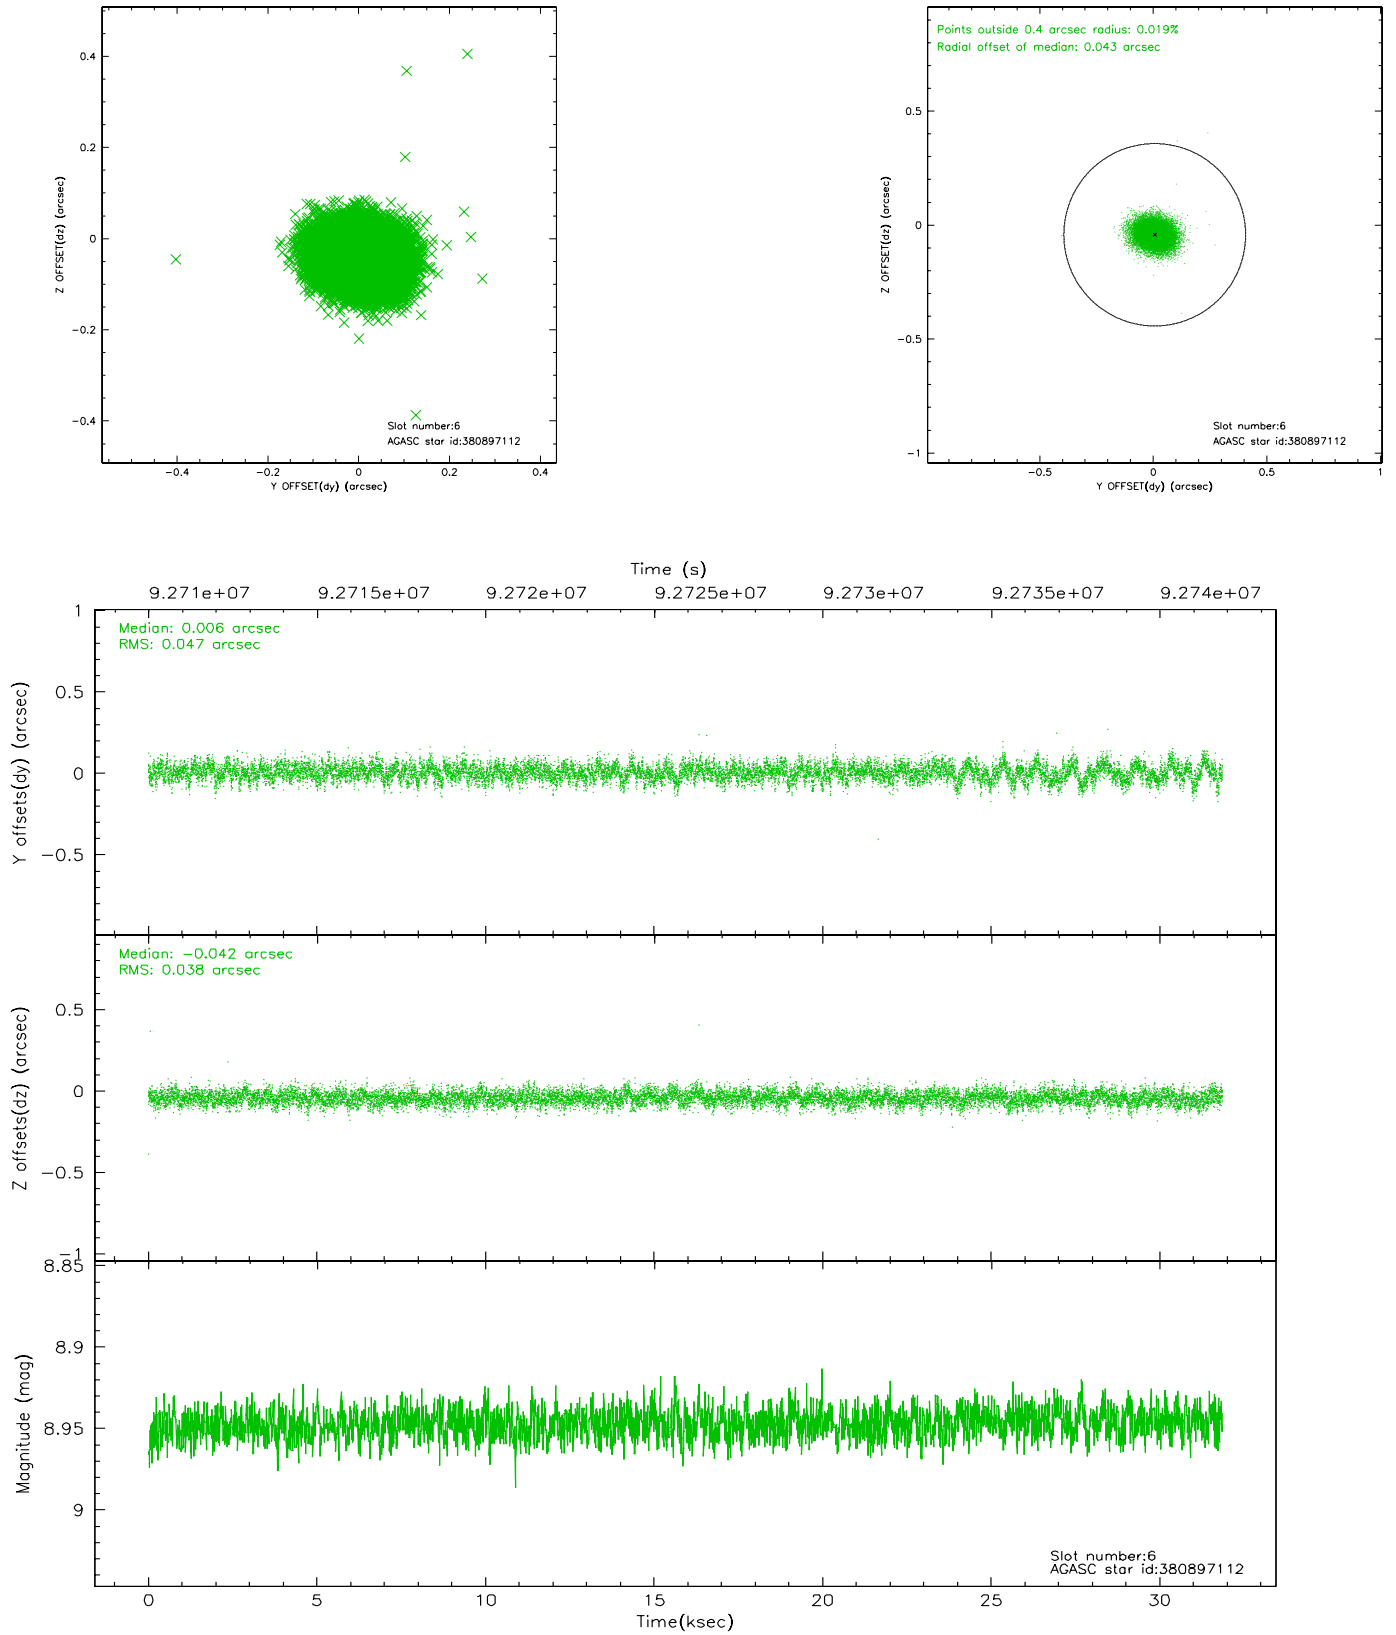 0.4
0.2
0
-0.2
-0.4
Z OFFSET(dz) (arcsec)
Slot number:6
AGASC star id:380897112
-0.4 -0.2 0 0.2 0.4
Y OFFSET(dy) (arcsec)
Points outside 0.4 arcsec radius: 0.019%
Radial offset of median: 0.043 arcsec
0.5
0
-0.5
-1
Z OFFSET(dz) (arcsec)
Slot number:6
AGASC star id:380897112
-0.5 0 0.5 1
Y OFFSET(dy) (arcsec)
Time (s)
9.271e+07 9.2715e+07 9.272e+07 9.2725e+07 9.273e+07 9.2735e+07 9.274e+07
Median: 0.006 arcsec
RMS: 0.047 arcsec
1
0.5
0
-0.5
Y offsets(dy) (arcsec)
Median: -0.042 arcsec
RMS: 0.038 arcsec
0.5
0
-0.5
-1
Z offsets(dz) (arcsec)
8.85
8.9
8.95
9
Magnitude (mag)
Slot number:6
AGASC star id:380897112
0 5 10 15 20 25 30
Time(ksec)